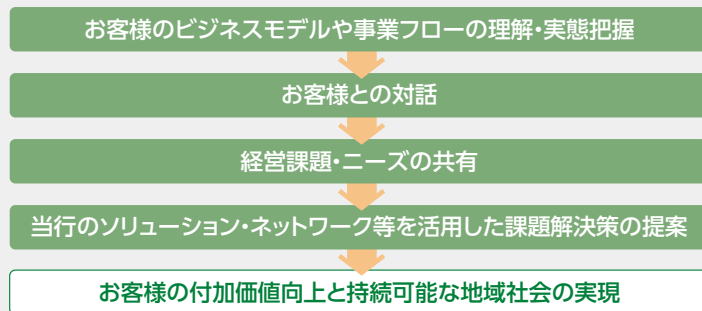 お客様のビジネスモデルや事業フローの理解・実態把握
お客様との対話
経営課題・ニーズの共有
当行のソリューション・ネットワーク等を活用した課題解決策の提案
お客様の付加価値向上と持続可能な地域社会の実現